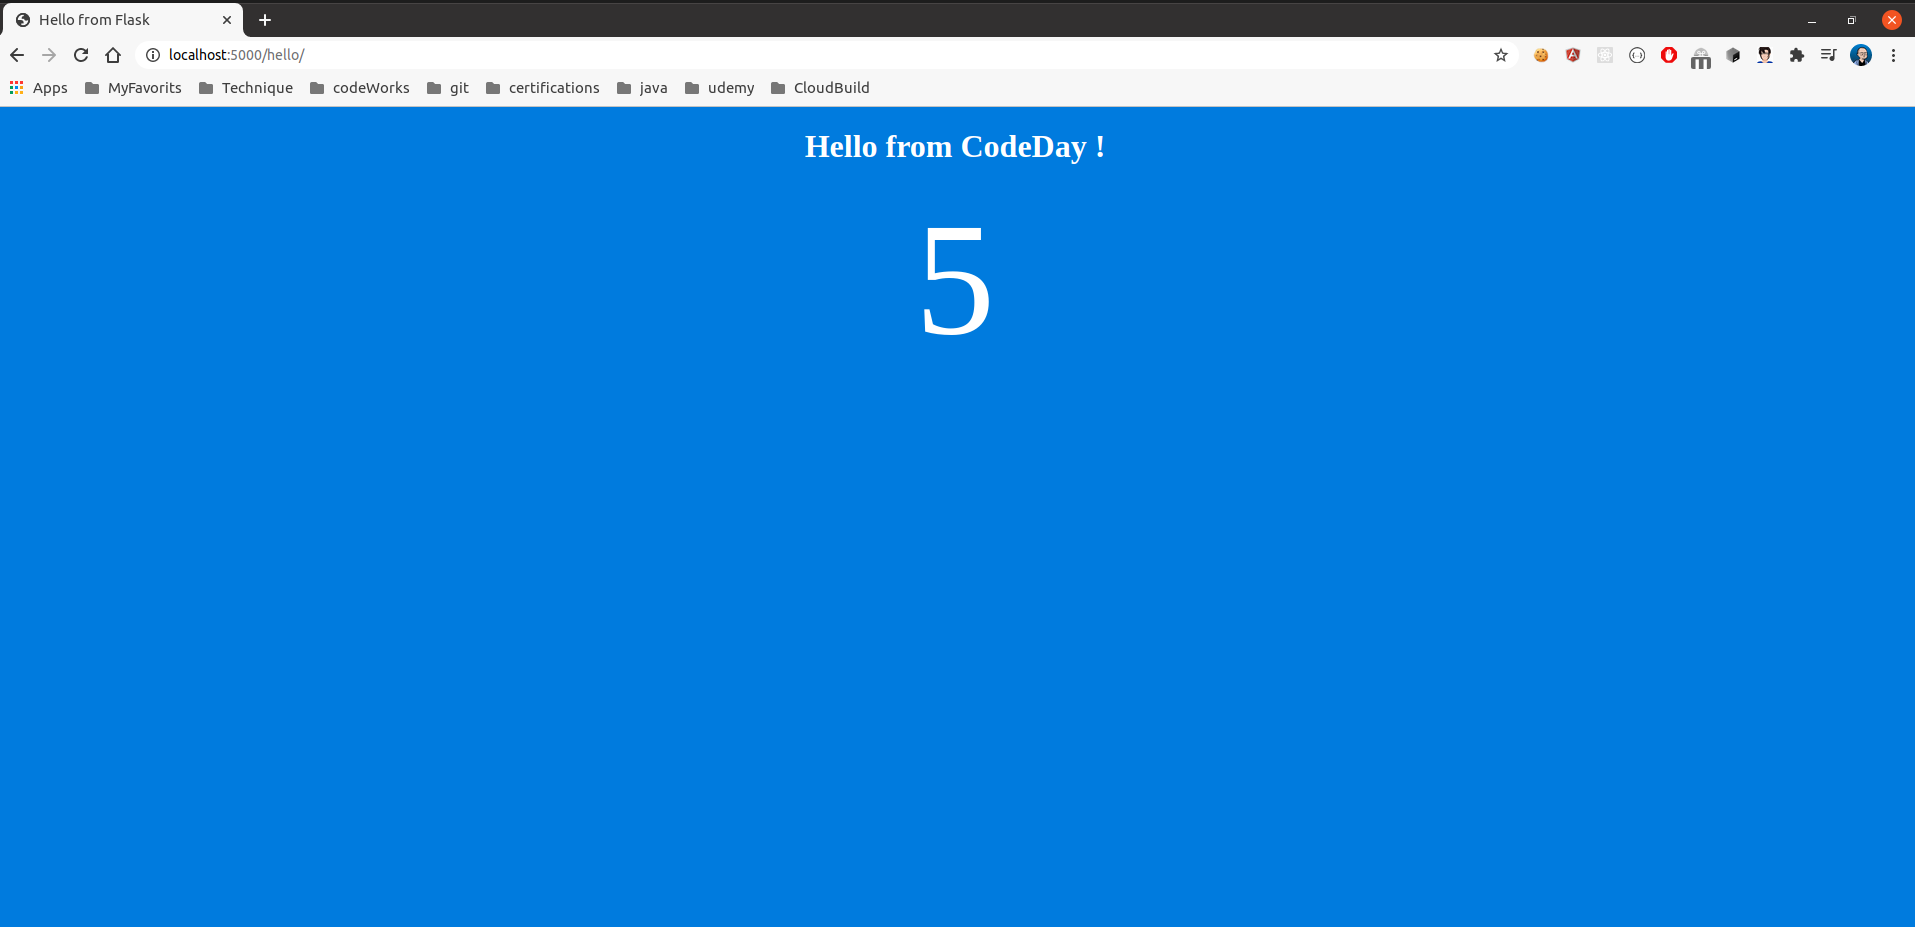 Hello from Flask
localhost:5000/hello/
Apps MyFavorits Technique codeWorks git certifications java udemy CloudBuild
Hello from CodeDay !
5